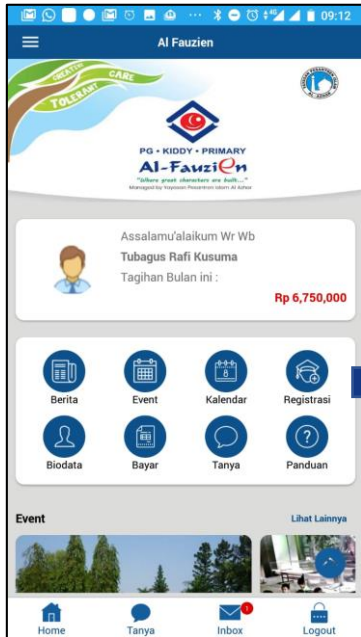 09:12
Al Fauzien
CREATIVE
CARE
TOLERANT
PG • KIDDY • PRIMARY
Al-Fauzien
"Where great characters are built..."
Managed by Yayasan Pesantren Islam Al Azhar
Assalamu'alaikum Wr Wb
Tubagus Rafi Kusuma
Tagihan Bulan ini :
Rp 6,750,000
Berita
Event
Kalendar
Registrasi
Biodata
Bayar
Tanya
Panduan
Event
Lihat Lainnya
Home
Tanya
Inbox
Logout